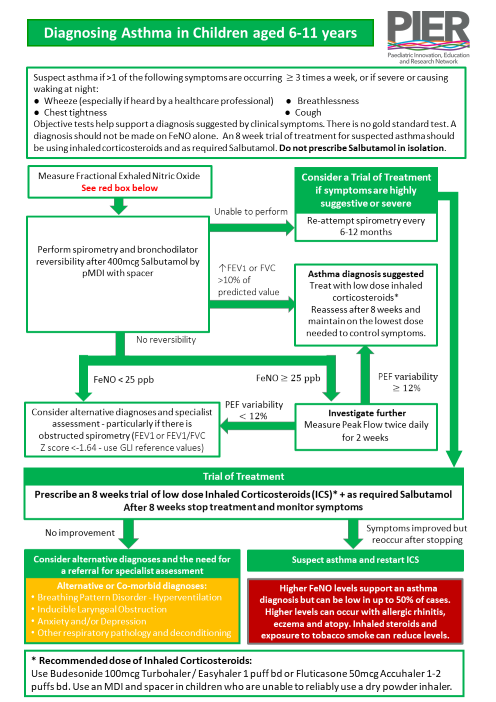 Diagnosing Asthma in Children aged 6-11 years
PIER
Paediatric Innovation, Education
and Research Network
Suspect asthma if >1 of the following symptoms are occurring ≥ 3 times a week, or if severe or causing
waking at night:
● Wheeze (especially if heard by a healthcare professional) ● Breathlessness
● Chest tightness ● Cough
Objective tests help support a diagnosis suggested by clinical symptoms. There is no gold standard test. A
diagnosis should not be made on FeNO alone. An 8 week trial of treatment for suspected asthma should
be using inhaled corticosteroids and as required Salbutamol. Do not prescribe Salbutamol in isolation.
Measure Fractional Exhaled Nitric Oxide
See red box below
Consider a Trial of Treatment
if symptoms are highly
suggestive or severe
Re-attempt spirometry every
6-12 months
Unable to perform
Perform spirometry and bronchodilator
reversibility after 400mcg Salbutamol by
pMDI with spacer
↑FEV1 or FVC
>10% of
predicted value
Asthma diagnosis suggested
Treat with low dose inhaled
corticosteroids*
Reassess after 8 weeks and
maintain on the lowest dose
needed to control symptoms.
No reversibility
FeNO < 25 ppb
FeNO ≥ 25 ppb
PEF variability
≥ 12%
Consider alternative diagnoses and specialist
assessment - particularly if there is
obstructed spirometry (FEV1 or FEV1/FVC
Z score <-1.64 - use GLI reference values)
PEF variability
< 12%
Investigate further
Measure Peak Flow twice daily
for 2 weeks
Trial of Treatment
Prescribe an 8 weeks trial of low dose Inhaled Corticosteroids (ICS)* + as required Salbutamol
After 8 weeks stop treatment and monitor symptoms
No improvement
Symptoms improved but
reoccur after stopping
Consider alternative diagnoses and the need for
a referral for specialist assessment
Alternative or Co-morbid diagnoses:
• Breathing Pattern Disorder - Hyperventilation
• Inducible Laryngeal Obstruction
• Anxiety and/or Depression
• Other respiratory pathology and deconditioning
Suspect asthma and restart ICS
Higher FeNO levels support an asthma
diagnosis but can be low in up to 50% of cases.
Higher levels can occur with allergic rhinitis,
eczema and atopy. Inhaled steroids and
exposure to tobacco smoke can reduce levels.
* Recommended dose of Inhaled Corticosteroids:
Use Budesonide 100mcg Turbohaler/ Easyhaler 1 puff bd or Fluticasone 50mcg Accuhaler 1-2
puffs bd. Use an MDI and spacer in children who are unable to reliably use a dry powder inhaler.